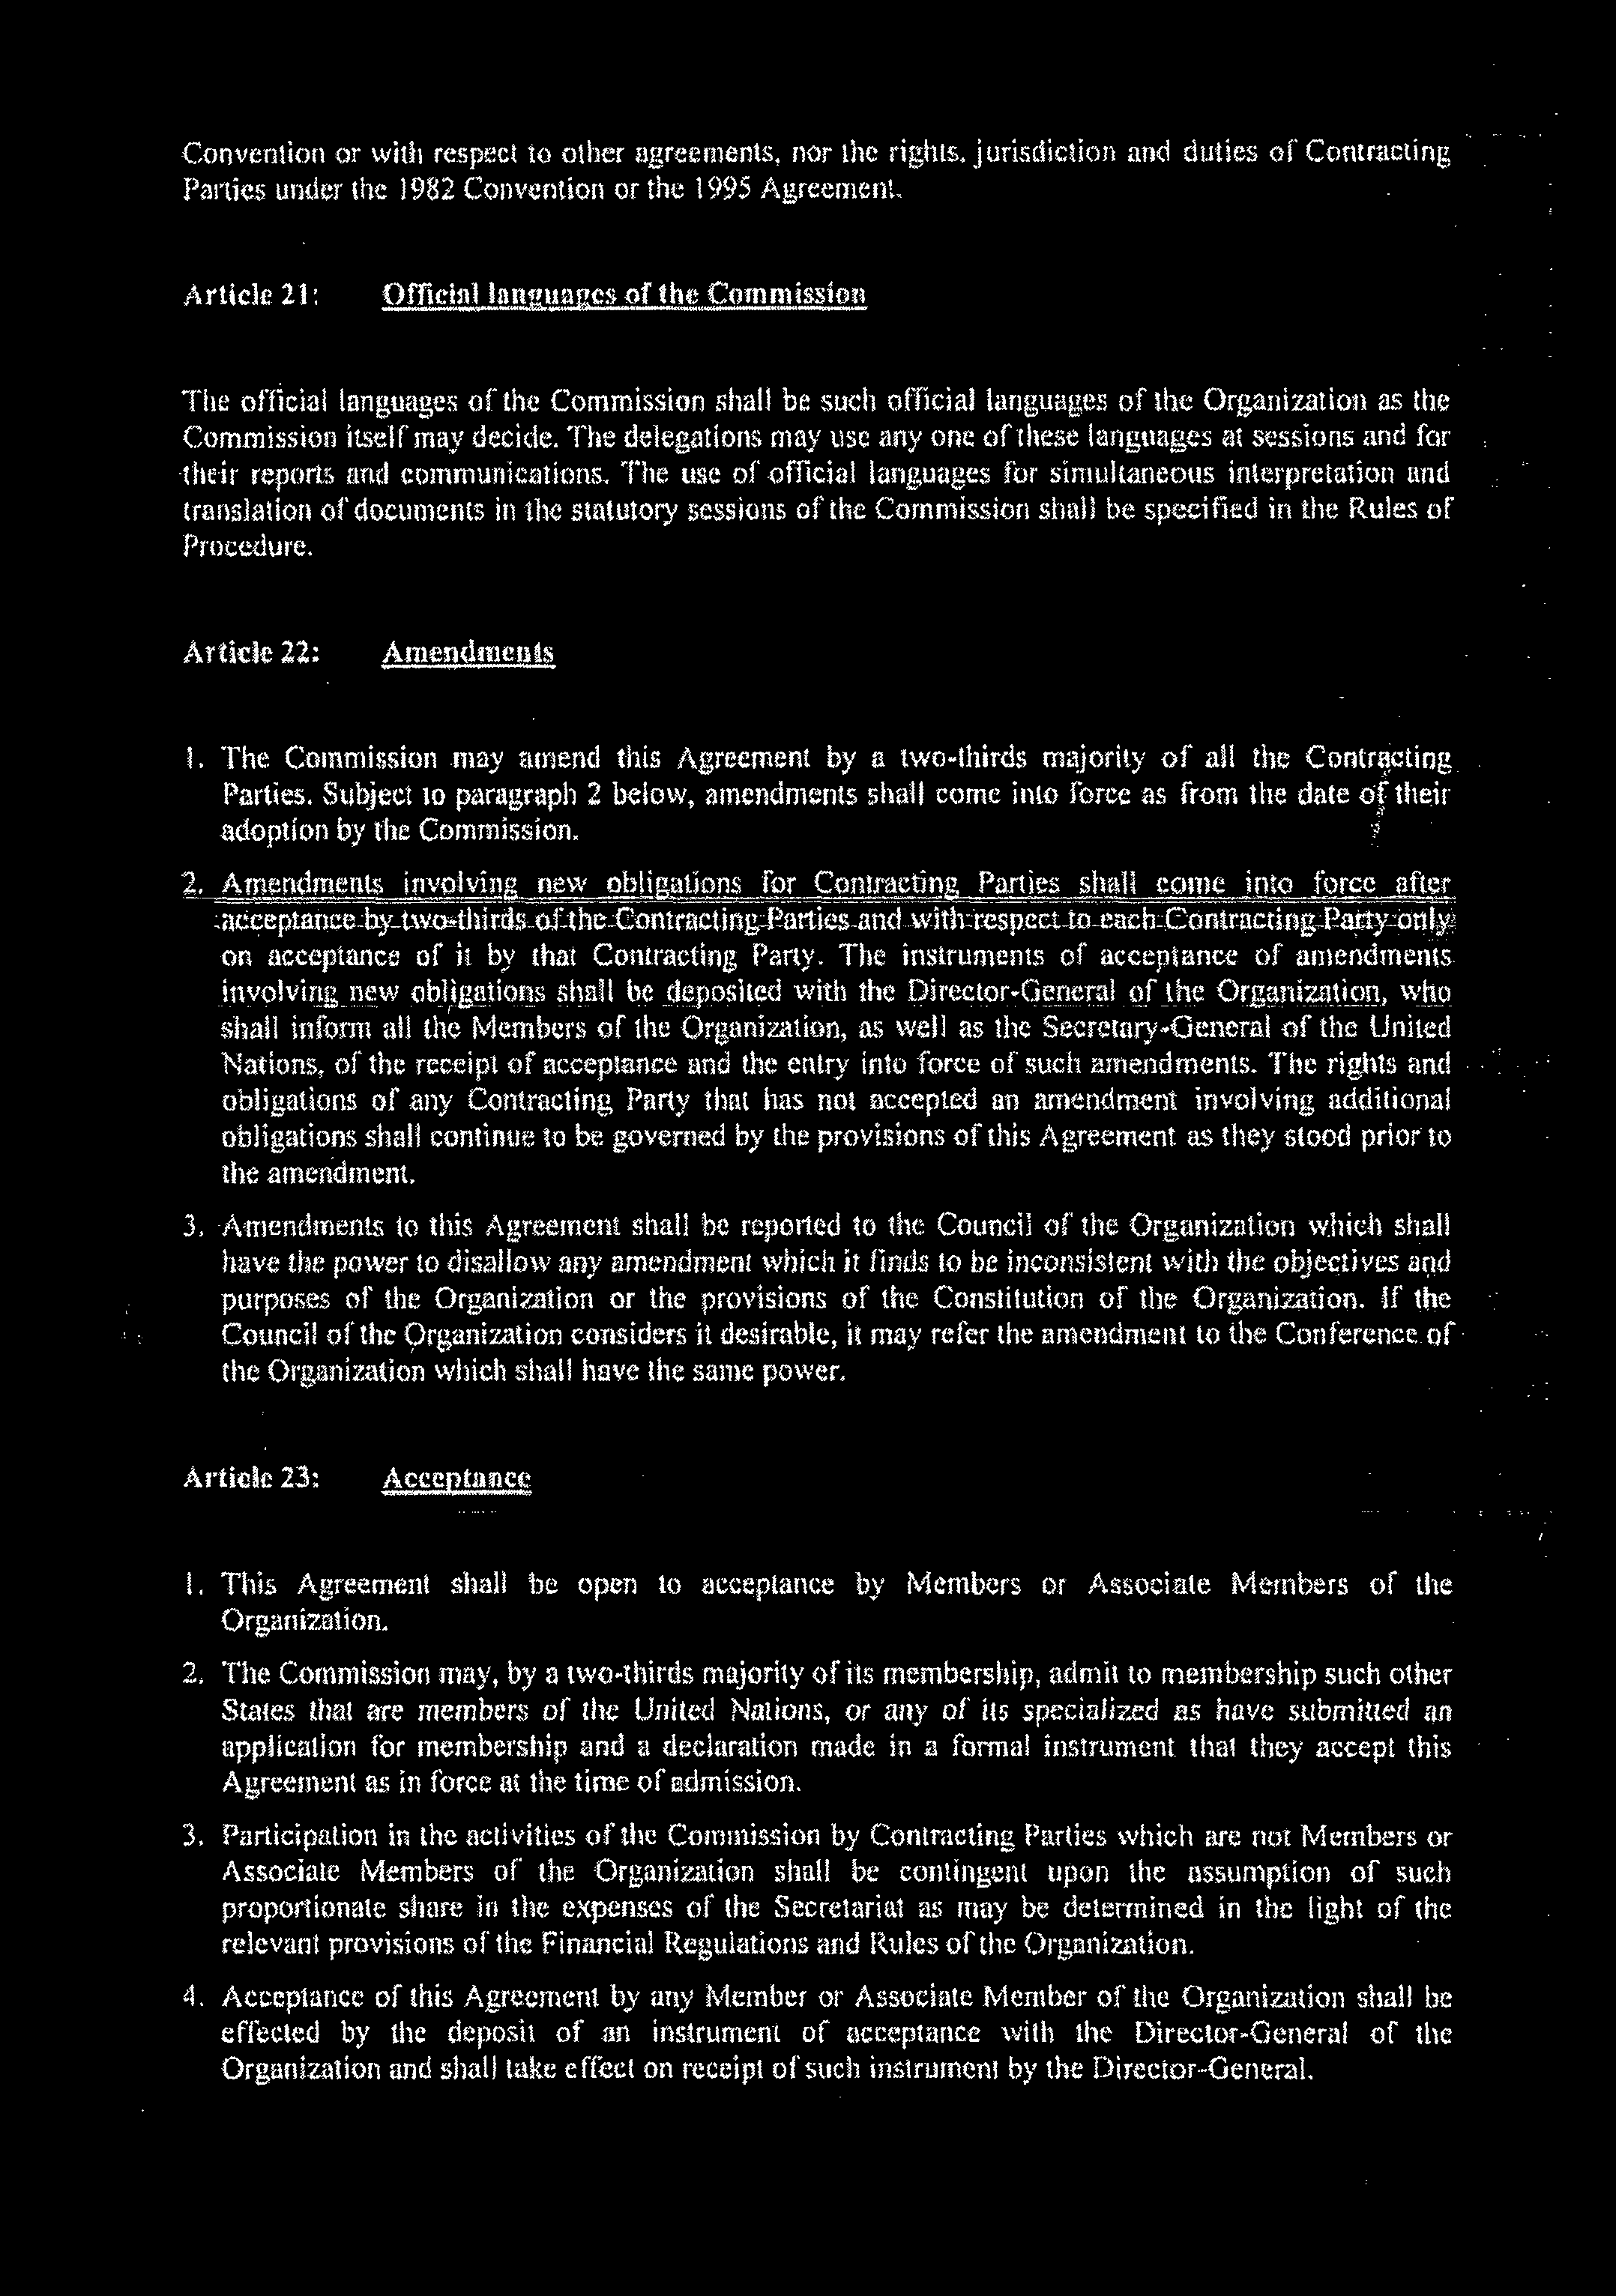 Convention or with respect to other agreements, nor the rights, jurisdiction and duties of Contracting
Parties under the 1982 Convention or the 1995 Agreement.
Article 21: Official languages of the Commission
The official languages of the Commission shall be such official languages of the Organization as the
Commission itself may decide. The delegations may use any one of these languages at sessions and for
their reports and communications. The use of official languages for simultaneous interpretation and
translation of documents in the statutory sessions of the Commission shall be specified in the Rules of
Procedure.
Article 22: Amendments
1. The Commission may amend this Agreement by a two-thirds majority of all the Contracting
Parties. Subject to paragraph 2 below, amendments shall come into force as from the date of their
adoption by the Commission.
2. Amendments involving new obligations for Contracting Parties shall come into force after
acceptance by two-thirds of the Contracting Parties and with respect to each Contracting Party only
on acceptance of it by that Contracting Party. The instruments of acceptance of amendments
involving new obligations shall be deposited with the Director-General of the Organization, who
shall inform all the Members of the Organization, as well as the Secretary-General of the United
Nations, of the receipt of acceptance and the entry into force of such amendments. The rights and
obligations of any Contracting Party that has not accepted an amendment involving additional
obligations shall continue to be governed by the provisions of this Agreement as they stood prior to
the amendment.
3. Amendments to this Agreement shall be reported to the Council of the Organization which shall
have the power to disallow any amendment which it finds to be inconsistent with the objectives and
purposes of the Organization or the provisions of the Constitution of the Organization. If the
Council of the Organization considers it desirable, it may refer the amendment to the Conference of
the Organization which shall have the same power.
Article 23: Acceptance
1. This Agreement shall be open to acceptance by Members or Associate Members of the
Organization.
2. The Commission may, by a two-thirds majority of its membership, admit to membership such other
States that are members of the United Nations, or any of its specialized as have submitted an
application for membership and a declaration made in a formal instrument that they accept this
Agreement as in force at the time of admission.
3. Participation in the activities of the Commission by Contracting Parties which are not Members or
Associate Members of the Organization shall be contingent upon the assumption of such
proportionate share in the expenses of the Secretariat as may be determined in the light of the
relevant provisions of the Financial Regulations and Rules of the Organization.
4. Acceptance of this Agreement by any Member or Associate Member of the Organization shall be
effected by the deposit of an instrument of acceptance with the Director-General of the
Organization and shall take effect on receipt of such instrument by the Director-General.